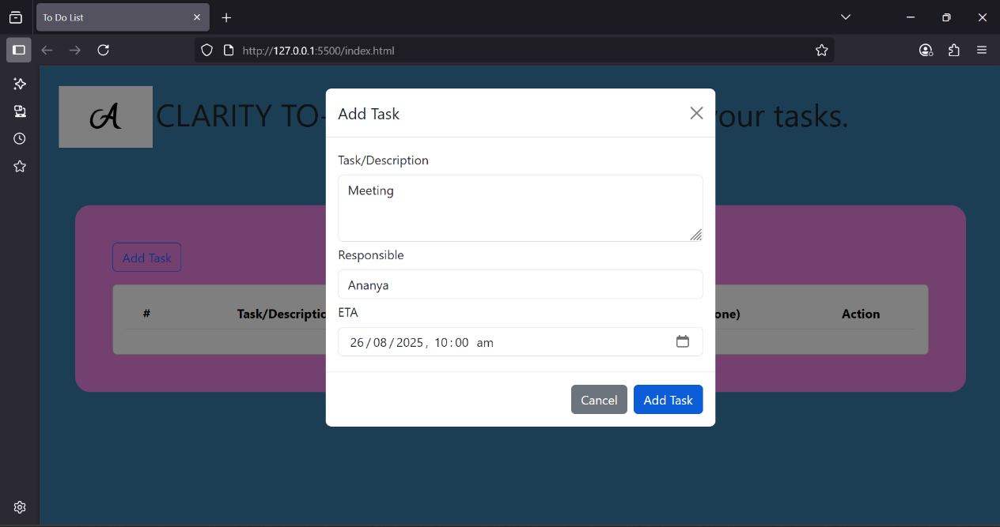 To Do List
http://127.0.0.1:5500/index.html
A CLARITY TO- our tasks.
Add Task
Task/Description
Meeting
Responsible
Ananya
ETA
26/08/2025, 10:00 am
Cancel Add Task
Add Task
# Task/Descriptio one) Action